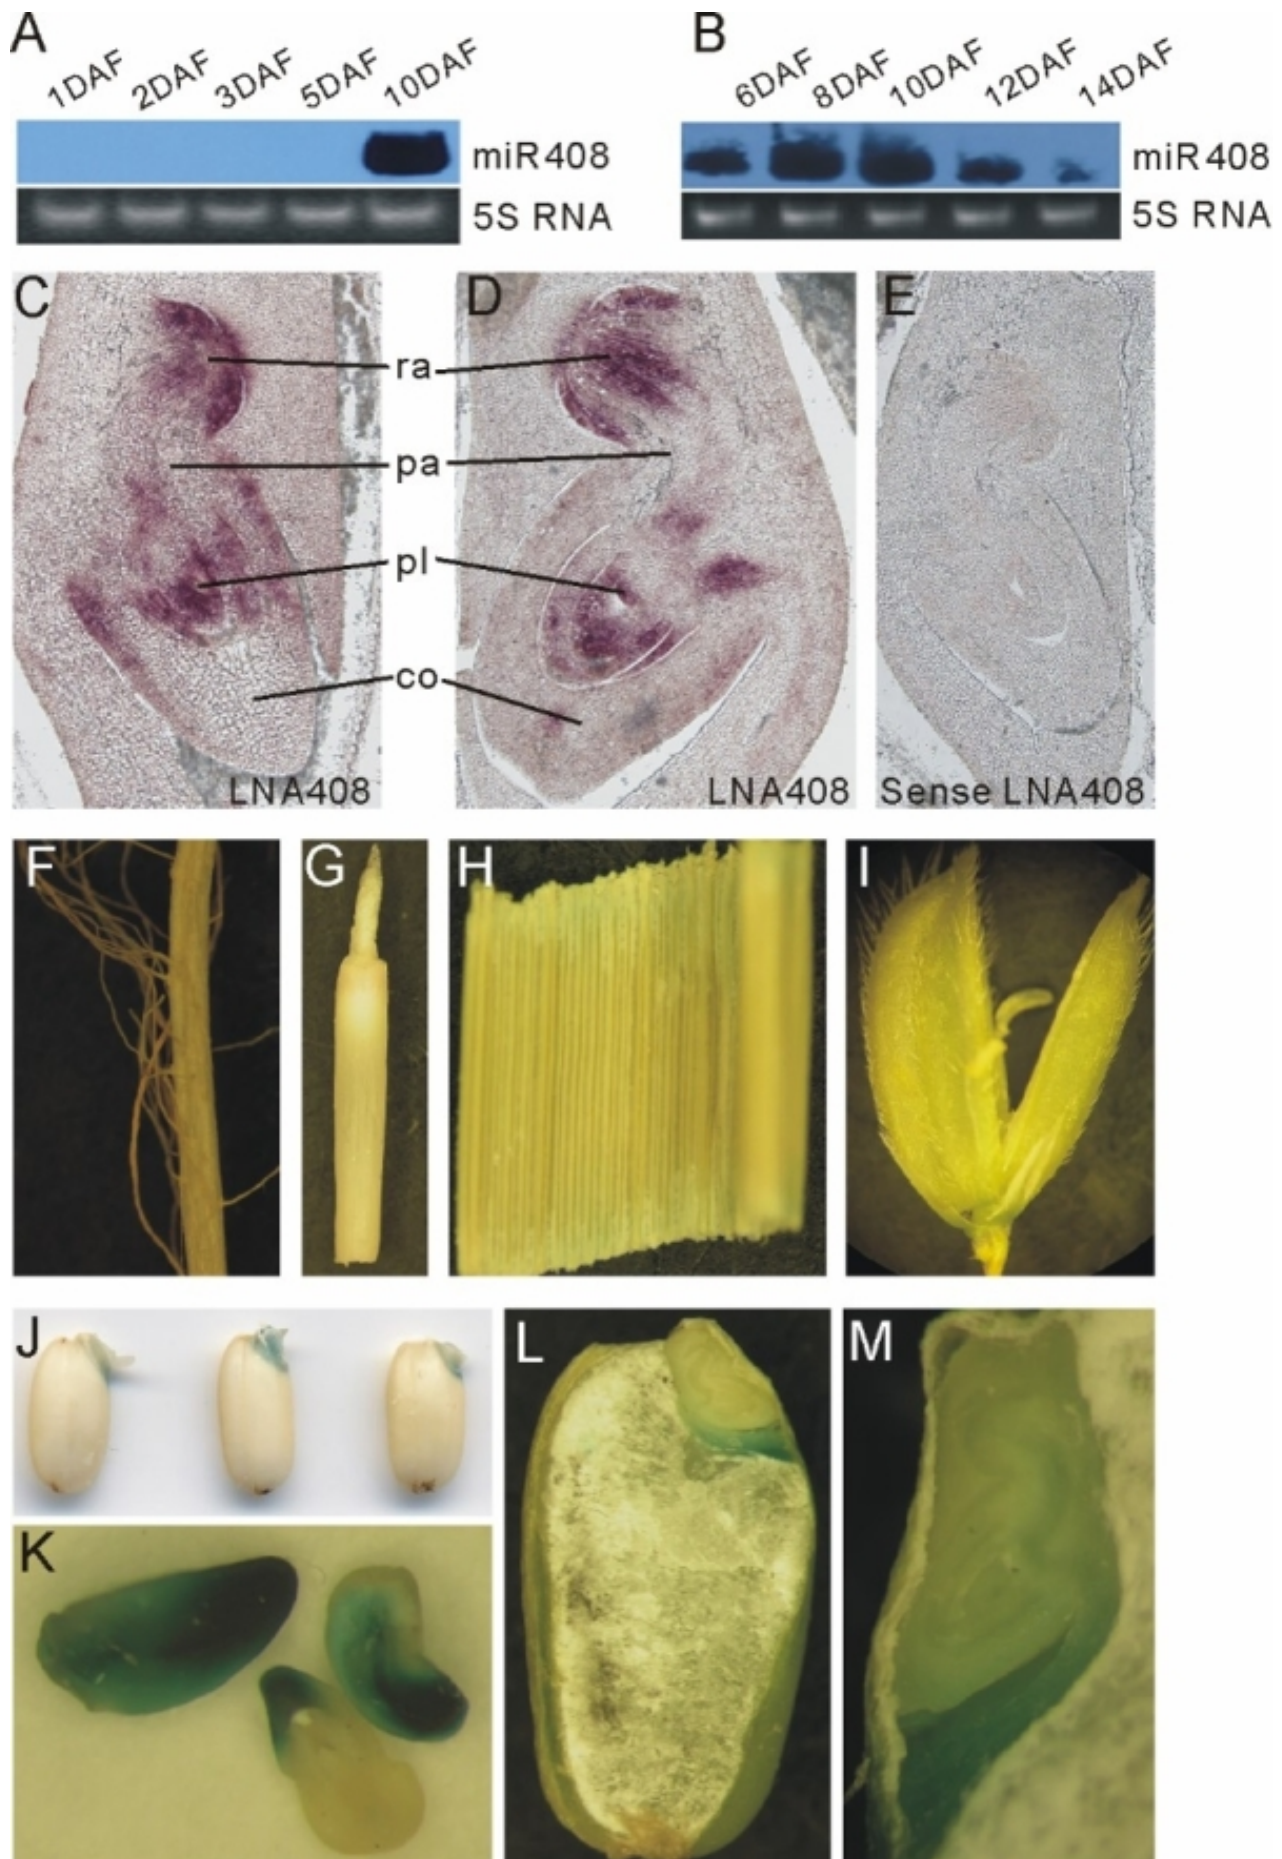 A
1DAF 2DAF 3DAF 5DAF 10DAF
miR408
5S RNA
B
6DAF 8DAF 10DAF 12DAF 14DAF
miR408
5S RNA
C
D
E
ra
pa
pl
co
LNA408
LNA408
Sense LNA408
F
G
H
I
J
K
L
M